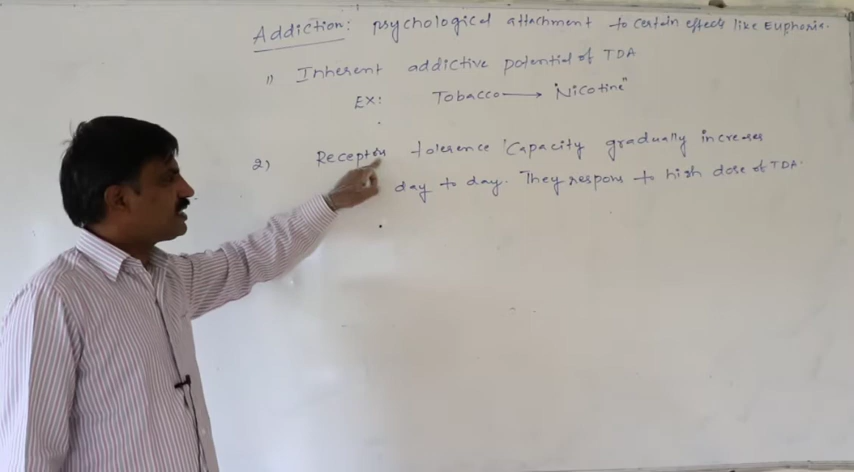 Addiction: psychological attachment to certain effects like Euphoria.
1) Inherent addictive potential of TDA
EX: Tobacco → Nicotine"
2) Receptor tolerence capacity gradually increases
day to day. They respons to high dose of TDA.